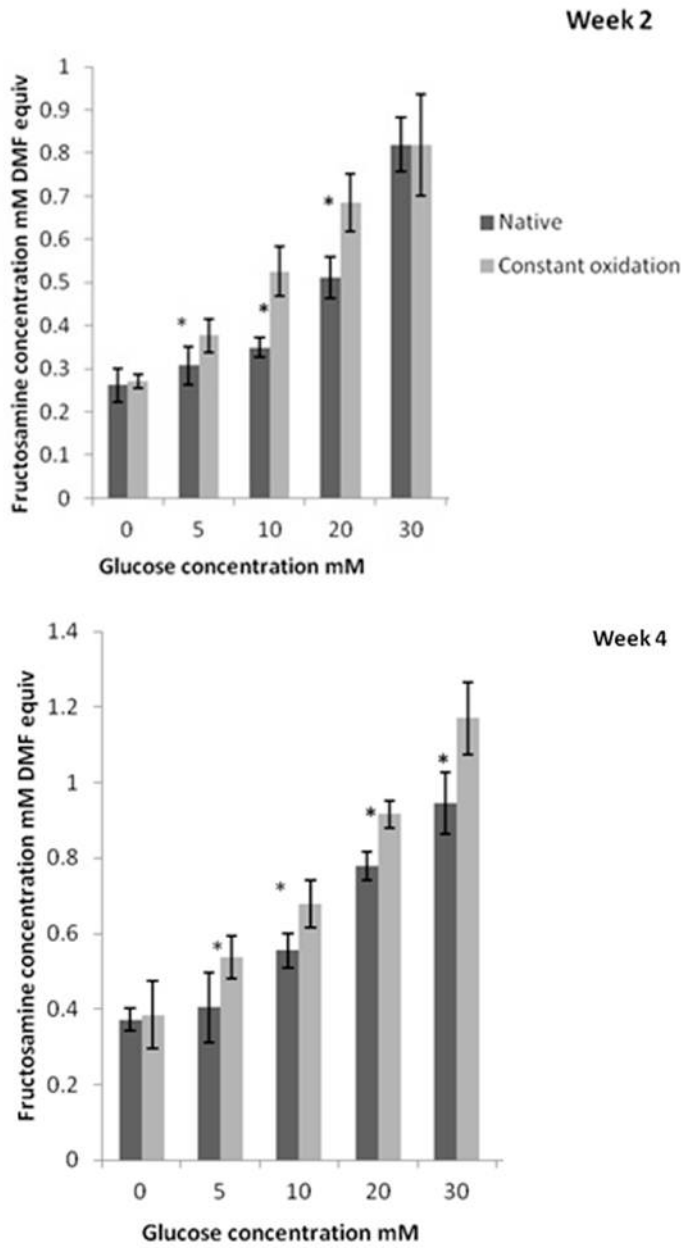 Week 2
Fructosamine concentration mM DMF equiv
1
0.9
0.8
0.7
0.6
0.5
0.4
0.3
0.2
0.1
0
* * *
0 5 10 20 30
Glucose concentration mM
Native
Constant oxidation
Week 4
Fructosamine concentration mM DMF equiv
1.4
1.2
1
0.8
0.6
0.4
0.2
0
* * * *
0 5 10 20 30
Glucose concentration mM